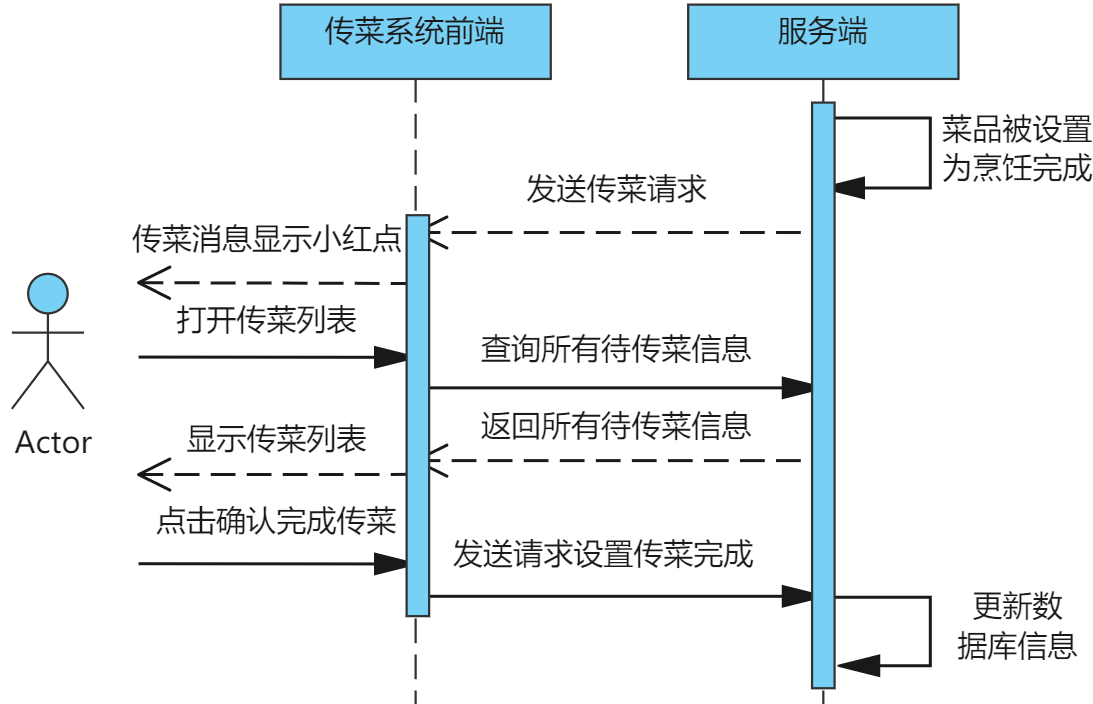 传菜系统前端
服务端
菜品被设置
为烹饪完成
发送传菜请求
传菜消息显示小红点
打开传菜列表
查询所有待传菜信息
返回所有待传菜信息
显示传菜列表
Actor
点击确认完成传菜
发送请求设置传菜完成
更新数
据库信息